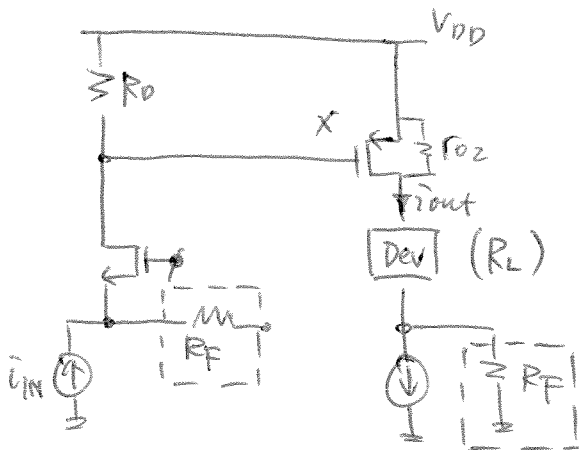 VDD
RD
X
ro2
iout
Dev (RL)
RF
iIN
RF